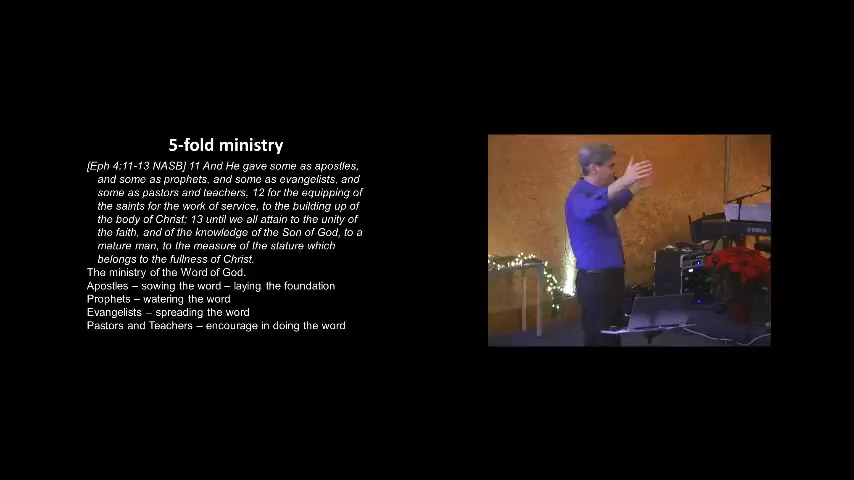 5-fold ministry
[Eph 4:11-13 NASB] 11 And He gave some as apostles,
and some as prophets, and some as evangelists, and
some as pastors and teachers, 12 for the equipping of
the saints for the work of service, to the building up of
the body of Christ; 13 until we all attain to the unity of
the faith, and of the knowledge of the Son of God, to a
mature man, to the measure of the stature which
belongs to the fullness of Christ.
The ministry of the Word of God.
Apostles – sowing the word – laying the foundation
Prophets – watering the word
Evangelists – spreading the word
Pastors and Teachers – encourage in doing the word